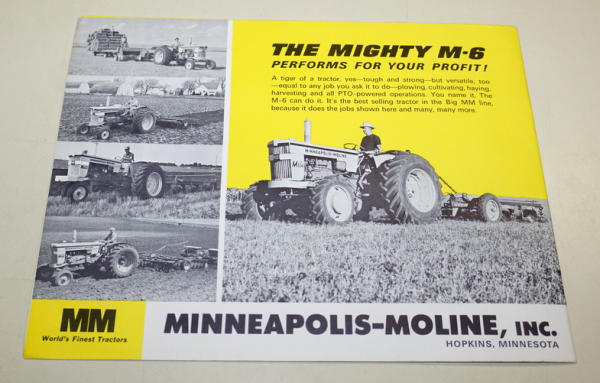 THE MIGHTY M-6
PERFORMS FOR YOUR PROFIT!
A tiger of a tractor, yes—tough and strong—but versatile, too
—equal to any job you ask it to do—plowing, cultivating, haying,
harvesting and all PTO-powered operations. You name it. The
M-6 can do it. It's the best selling tractor in the Big MM line,
because it does the jobs shown here and many, many more.
MINNEAPOLIS-MOLINE
MM
World's Finest Tractors
MINNEAPOLIS-MOLINE, INC.
HOPKINS, MINNESOTA